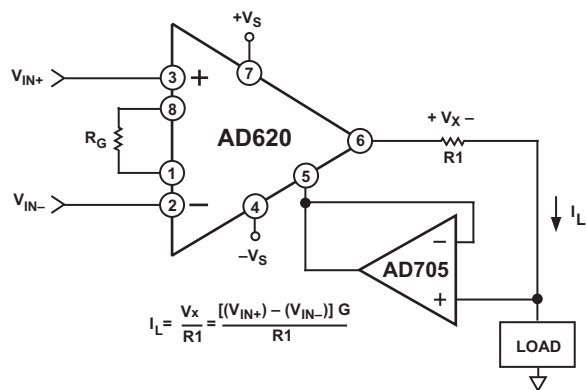 +VS
VIN+
3
+
7
8
+ VX –
RG
AD620
6
R1
1
5
VIN–
2
–
4
IL
–
–VS
AD705
+
IL= VX/R1 = [(VIN+) – (VIN–)] G/R1
LOAD